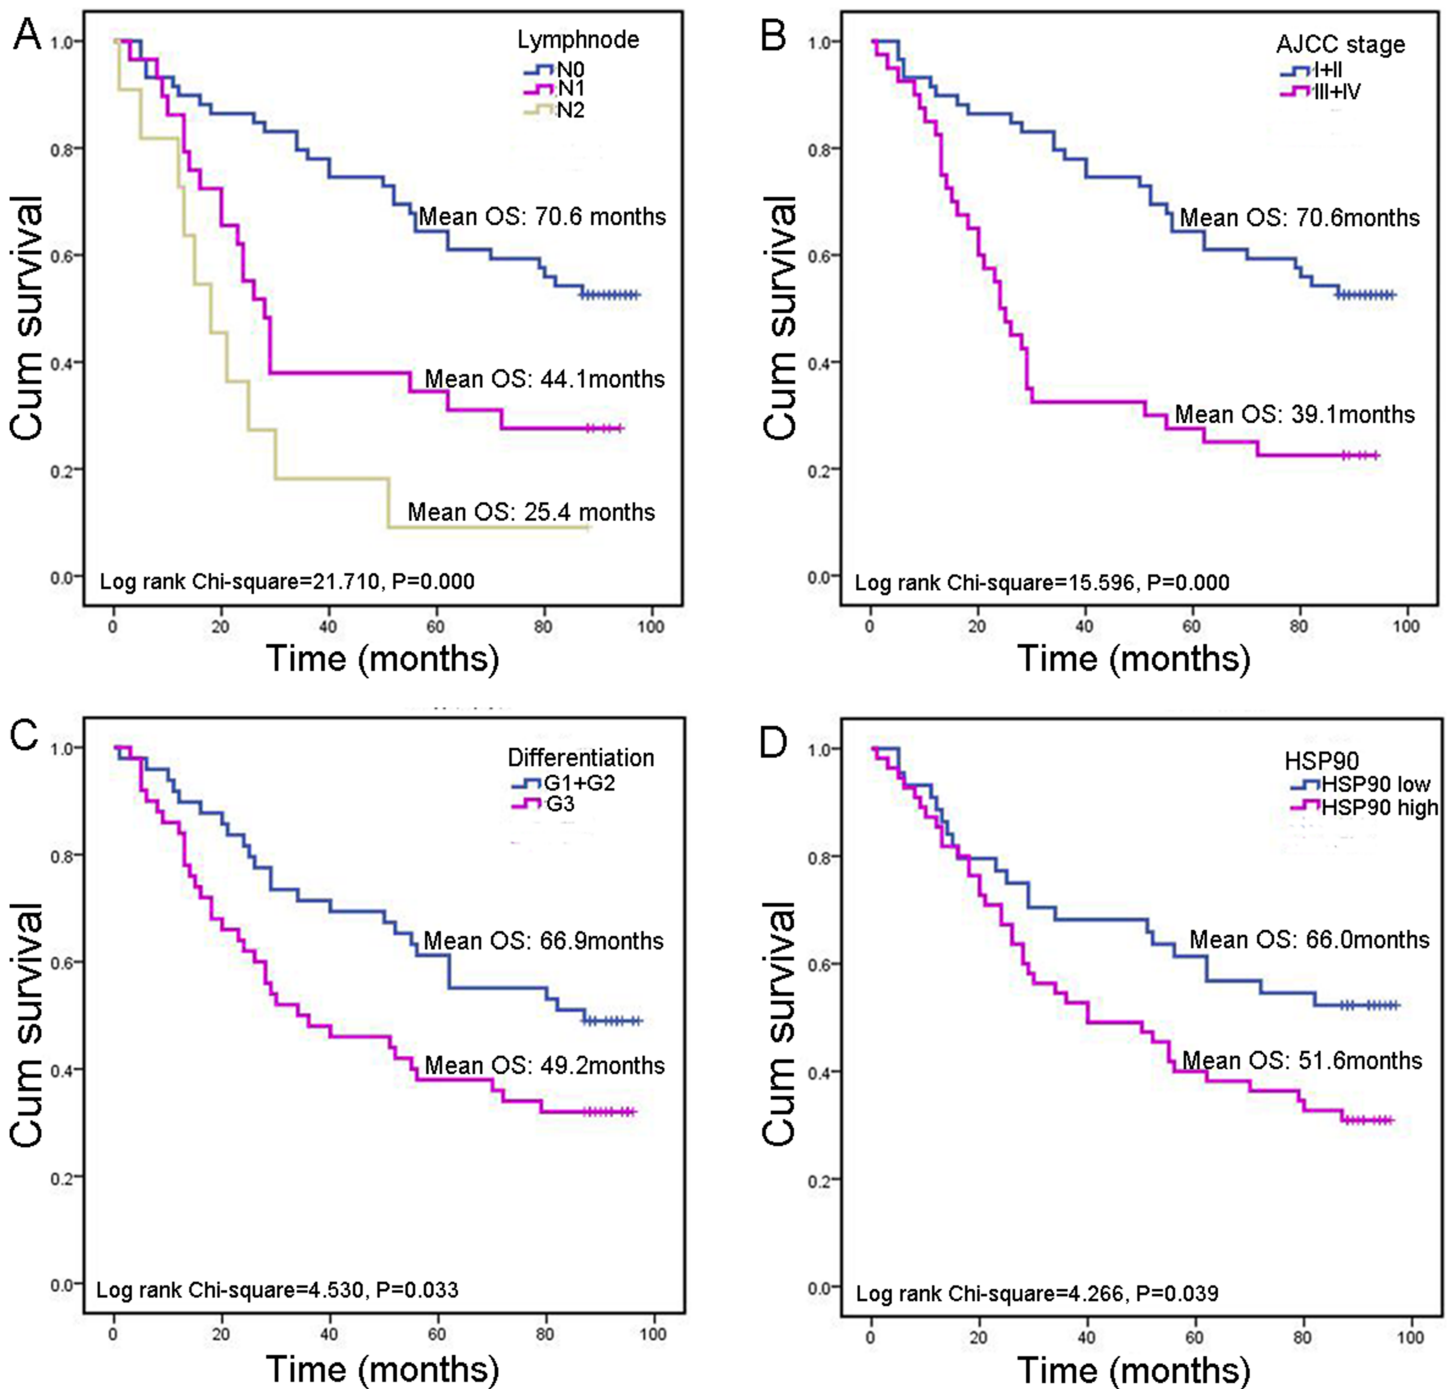 A
Lymphnode
N0
N1
N2
1.0
0.8
0.6
0.4
0.2
0.0
Cum survival
Mean OS: 70.6 months
Mean OS: 44.1months
Mean OS: 25.4 months
Log rank Chi-square=21.710, P=0.000
0 20 40 60 80 100
Time (months)
B
AJCC stage
I+II
III+IV
1.0
0.8
0.6
0.4
0.2
0.0
Cum survival
Mean OS: 70.6months
Mean OS: 39.1months
Log rank Chi-square=15.596, P=0.000
0 20 40 60 80 100
Time (months)
C
Differentiation
G1+G2
G3
1.0
0.8
0.6
0.4
0.2
0.0
Cum survival
Mean OS: 66.9months
Mean OS: 49.2months
Log rank Chi-square=4.530, P=0.033
0 20 40 60 80 100
Time (months)
D
HSP90
HSP90 low
HSP90 high
1.0
0.8
0.6
0.4
0.2
0.0
Cum survival
Mean OS: 66.0months
Mean OS: 51.6months
Log rank Chi-square=4.266, P=0.039
0 20 40 60 80 100
Time (months)